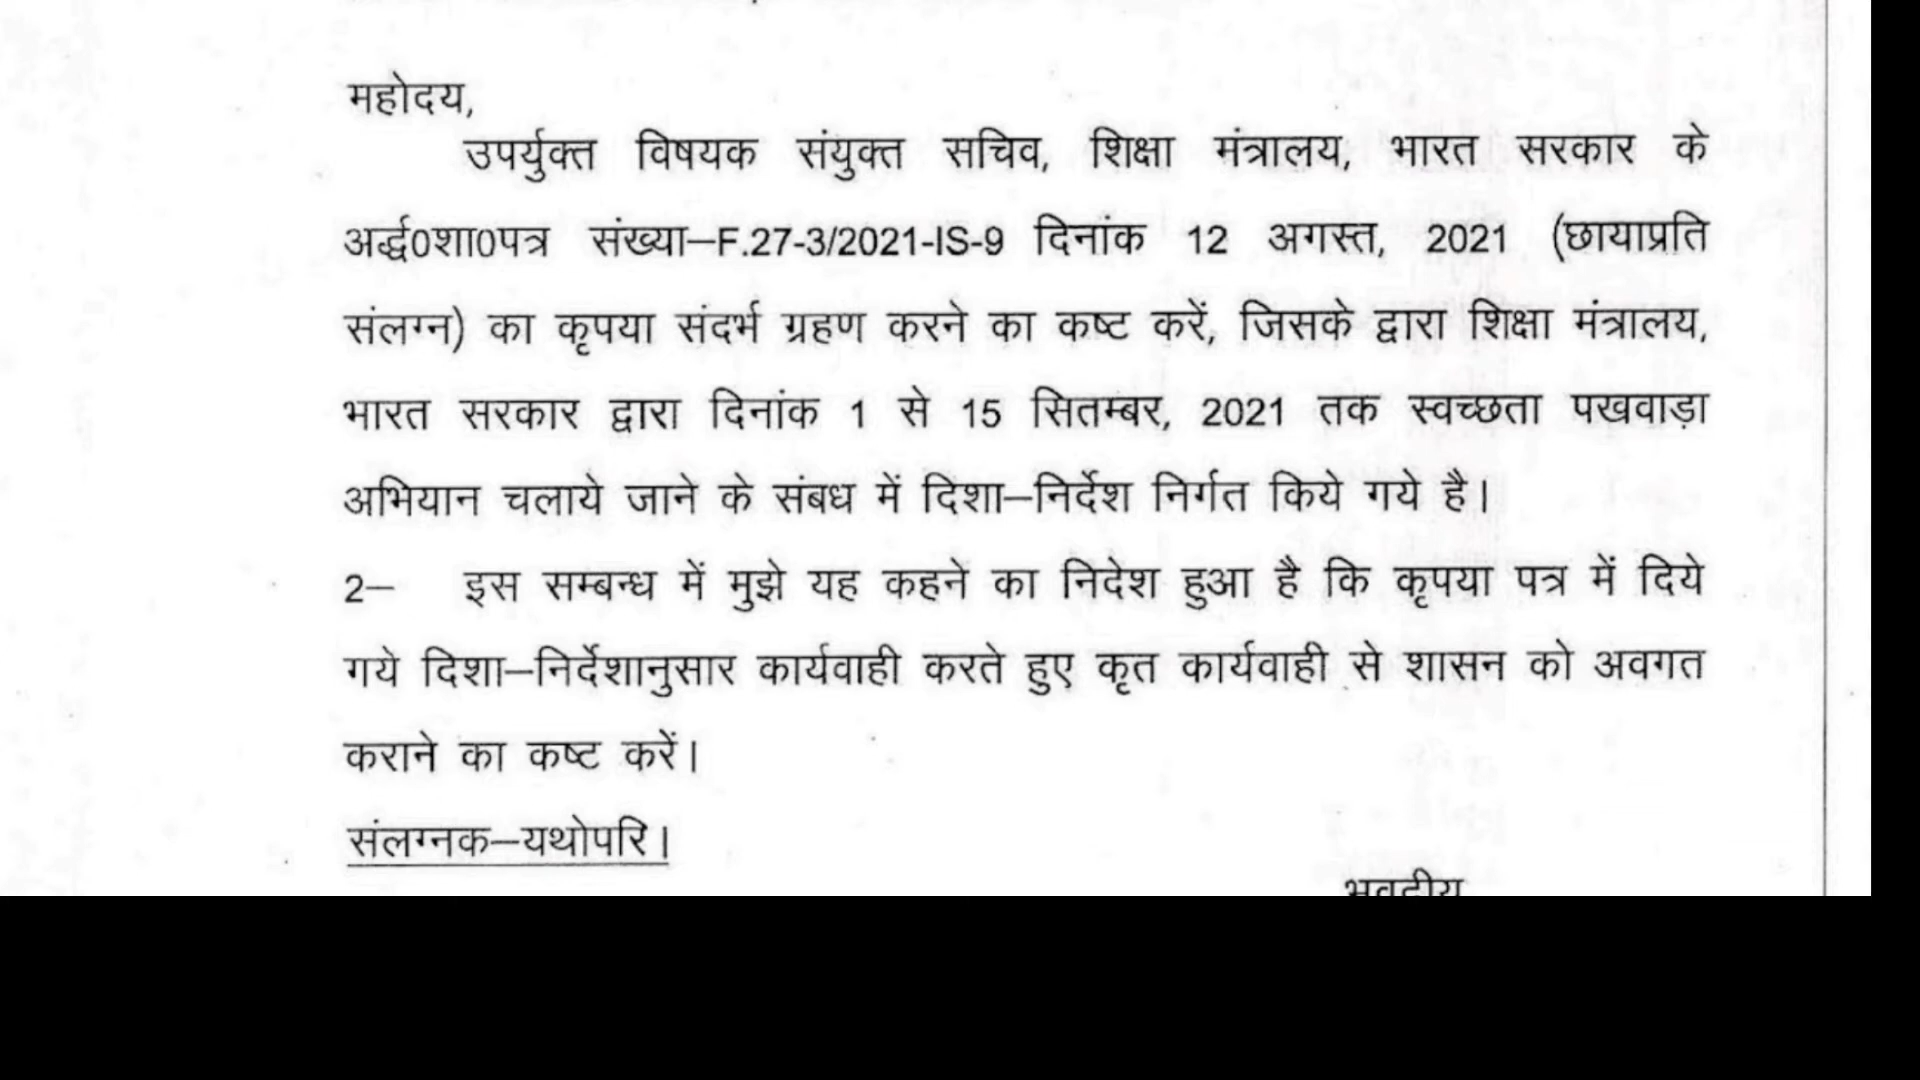 महोदय,
उपर्युक्त विषयक संयुक्त सचिव, शिक्षा मंत्रालय, भारत सरकार के
अर्द्ध0शा0पत्र संख्या–F.27-3/2021-IS-9 दिनांक 12 अगस्त, 2021 (छायाप्रति
संलग्न) का कृपया संदर्भ ग्रहण करने का कष्ट करें, जिसके द्वारा शिक्षा मंत्रालय,
भारत सरकार द्वारा दिनांक 1 से 15 सितम्बर, 2021 तक स्वच्छता पखवाड़ा
अभियान चलाये जाने के संबध में दिशा–निर्देश निर्गत किये गये है।
2– इस सम्बन्ध में मुझे यह कहने का निदेश हुआ है कि कृपया पत्र में दिये
गये दिशा–निर्देशानुसार कार्यवाही करते हुए कृत कार्यवाही से शासन को अवगत
कराने का कष्ट करें।
संलग्नक–यथोपरि।
भवदीय